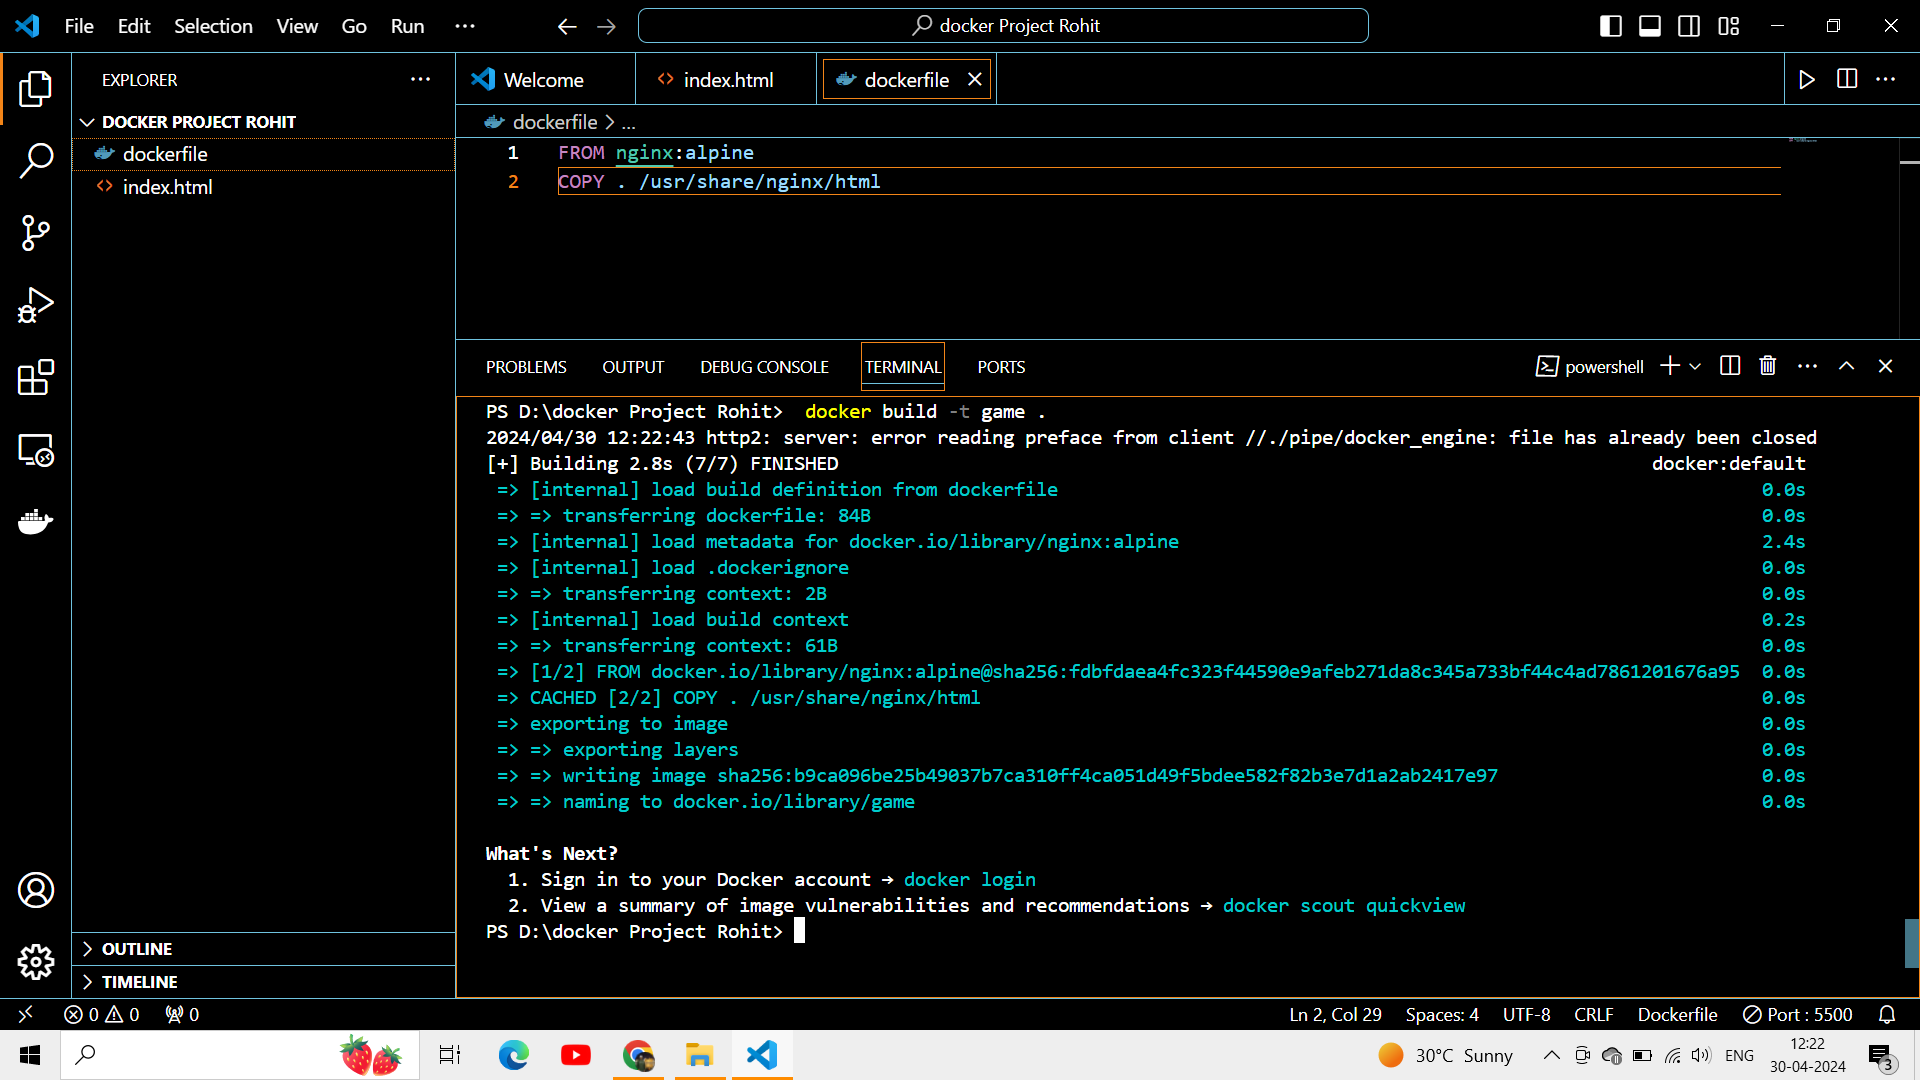 File Edit Selection View Go Run ···
docker Project Rohit
EXPLORER
DOCKER PROJECT ROHIT
dockerfile
index.html
OUTLINE
TIMELINE
Welcome
index.html
dockerfile
dockerfile > ...
1 FROM nginx:alpine
2 COPY . /usr/share/nginx/html
PROBLEMS OUTPUT DEBUG CONSOLE TERMINAL PORTS
powershell
PS D:\docker Project Rohit>  docker build -t game .
2024/04/30 12:22:43 http2: server: error reading preface from client //./pipe/docker_engine: file has already been closed
[+] Building 2.8s (7/7) FINISHED docker:default
=> [internal] load build definition from dockerfile 0.0s
=> => transferring dockerfile: 84B 0.0s
=> [internal] load metadata for docker.io/library/nginx:alpine 2.4s
=> [internal] load .dockerignore 0.0s
=> => transferring context: 2B 0.0s
=> [internal] load build context 0.2s
=> => transferring context: 61B 0.0s
=> [1/2] FROM docker.io/library/nginx:alpine@sha256:fdbfdaea4fc323f44590e9afeb271da8c345a733bf44c4ad7861201676a95 0.0s
=> CACHED [2/2] COPY . /usr/share/nginx/html 0.0s
=> exporting to image 0.0s
=> => exporting layers 0.0s
=> => writing image sha256:b9ca096be25b49037b7ca310ff4ca051d49f5bdee582f82b3e7d1a2ab2417e97 0.0s
=> => naming to docker.io/library/game 0.0s
What's Next?
1. Sign in to your Docker account → docker login
2. View a summary of image vulnerabilities and recommendations → docker scout quickview
PS D:\docker Project Rohit>
0 0 0 Ln 2, Col 29 Spaces: 4 UTF-8 CRLF Dockerfile Port : 5500
30°C Sunny ENG 12:22
30-04-2024
3